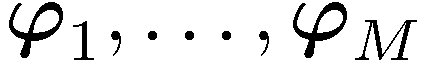 φ₁, . . . , φ_M